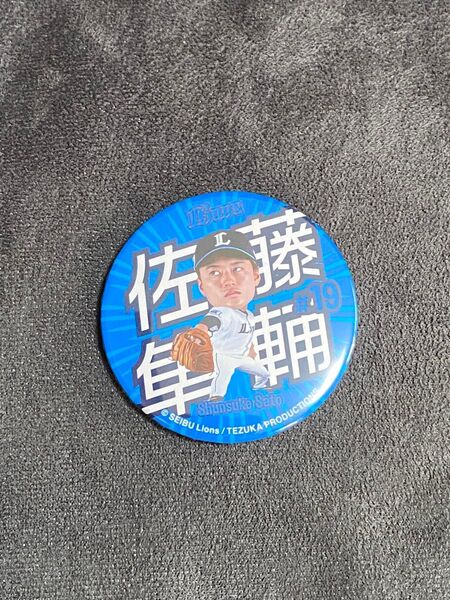 Lions
L
佐藤
#19
隼輔
Shunsuke Sato
© SEIBU Lions / TEZUKA PRODUCTIONS